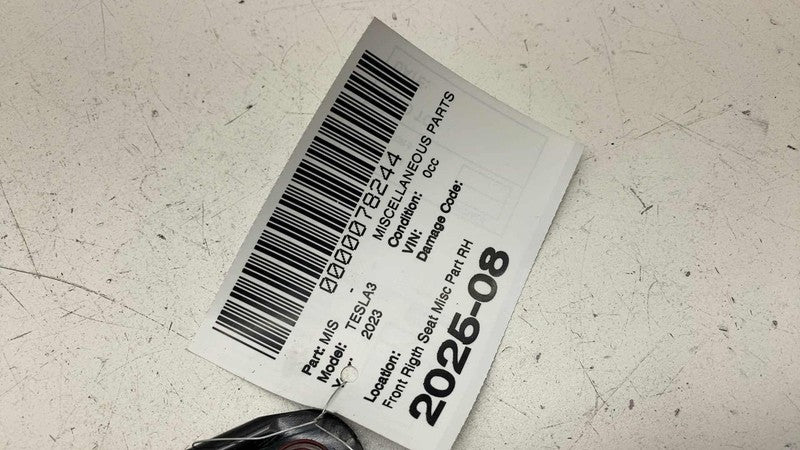 0000078244
Part: MIS - MISCELLANEOUS PARTS
Model: TESLA3 Condition: 0cc
2023 VIN:
Damage Code:
Location:
Front Rigth Seat Misc Part RH
2025-08